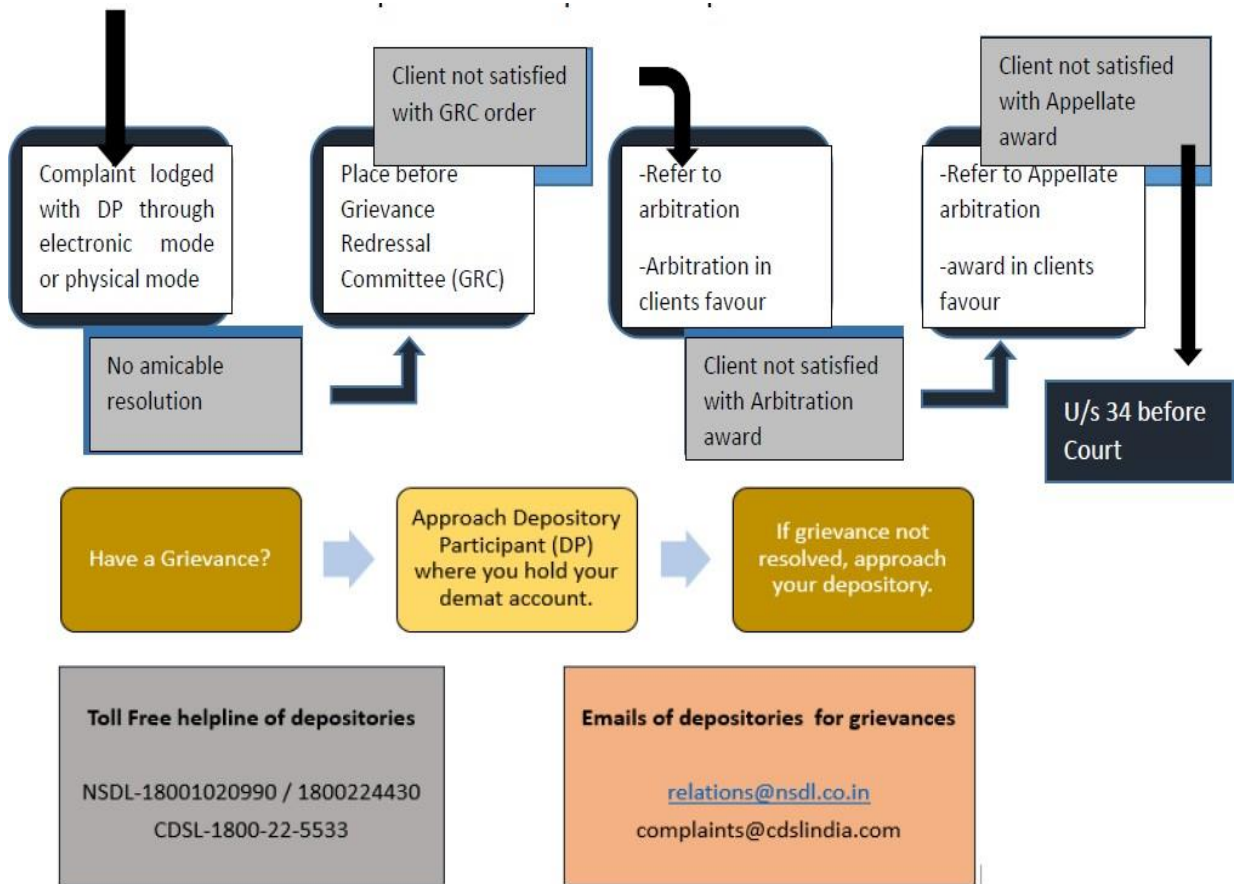 Complaint lodged
with DP through
electronic mode
or physical mode
No amicable
resolution
Place before
Grievance
Redressal
Committee (GRC)
Client not satisfied
with GRC order
-Refer to
arbitration
-Arbitration in
clients favour
Client not satisfied
with Arbitration
award
-Refer to Appellate
arbitration
-award in clients
favour
Client not satisfied
with Appellate
award
U/s 34 before
Court
Have a Grievance?
Approach Depository
Participant (DP)
where you hold your
demat account.
If grievance not
resolved, approach
your depository.
Toll Free helpline of depositories
NSDL-18001020990 / 1800224430
CDSL-1800-22-5533
Emails of depositories for grievances
relations@nsdl.co.in
complaints@cdslindia.com